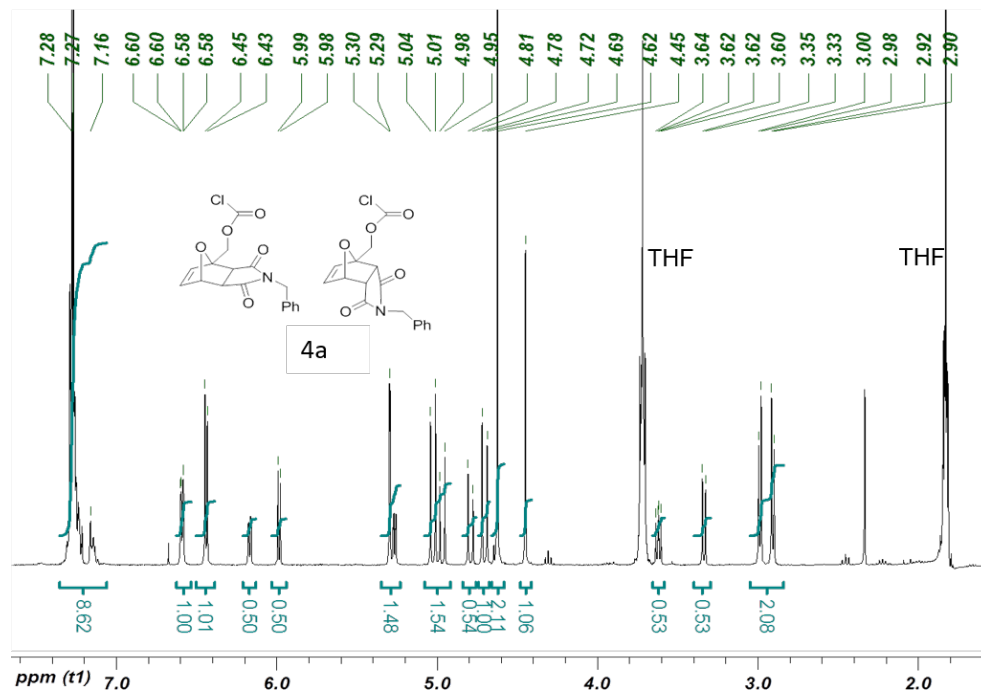 7.28 7.27 7.16 6.60 6.60 6.58 6.58 6.45 6.43 5.99 5.98 5.30 5.29 5.04 5.01 4.98 4.95 4.81 4.78 4.72 4.69 4.62 4.45 3.64 3.62 3.62 3.60 3.35 3.33 3.00 2.98 2.92 2.90
Cl Cl
O O O O
O O O O
N N
O O
Ph Ph
THF THF
4a
8.62 1.00 1.01 0.50 0.50 1.48 1.54 0.54 1.00 2.11 1.06 0.53 0.53 2.08
ppm (t1) 7.0 6.0 5.0 4.0 3.0 2.0